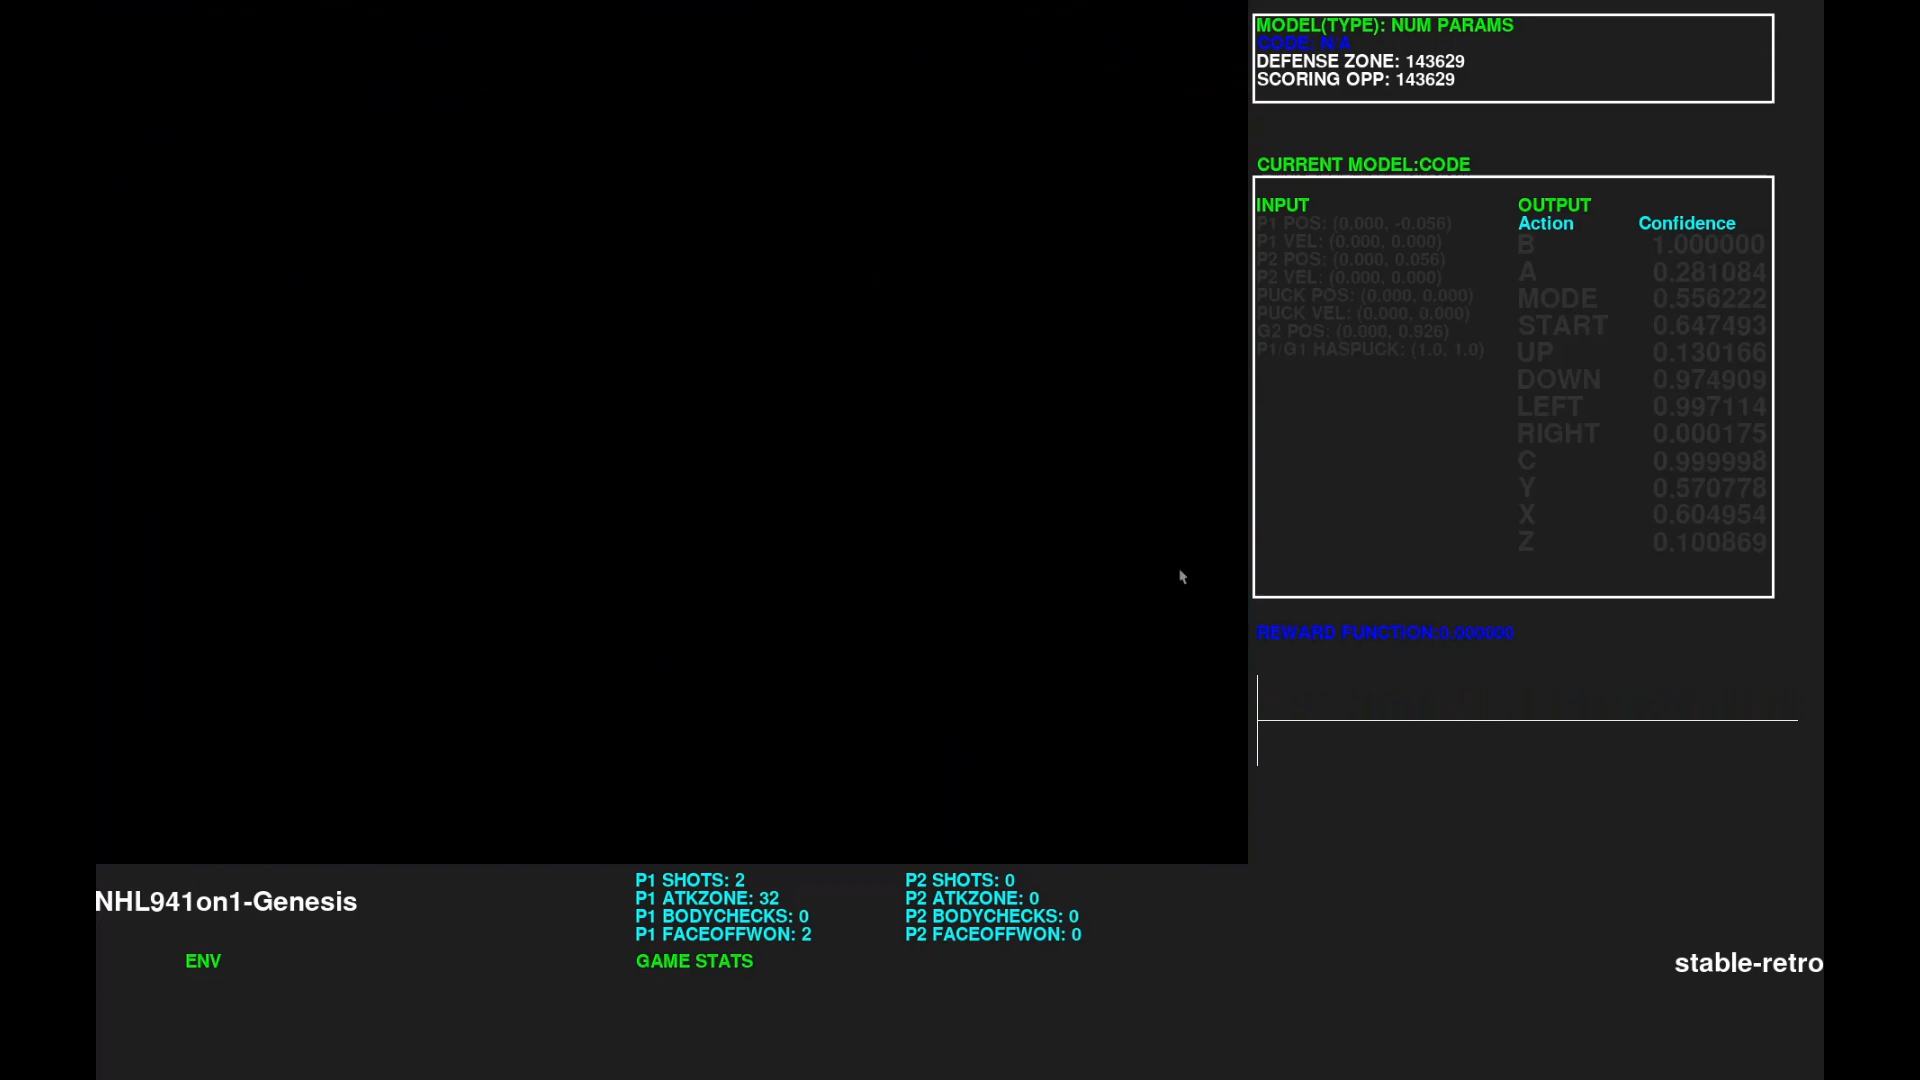 MODEL(TYPE): NUM PARAMS
CODE: N/A
DEFENSE ZONE: 143629
SCORING OPP: 143629
CURRENT MODEL:CODE
INPUT
P1 POS: (0.000, -0.056)
P1 VEL: (0.000, 0.000)
P2 POS: (0.000, 0.056)
P2 VEL: (0.000, 0.000)
PUCK POS: (0.000, 0.000)
PUCK VEL: (0.000, 0.000)
G2 POS: (0.000, 0.926)
P1/G1 HASPUCK: (1.0, 1.0)
OUTPUT
Action Confidence
B 1.000000
A 0.281084
MODE 0.556222
START 0.647493
UP 0.130166
DOWN 0.974909
LEFT 0.997114
RIGHT 0.000175
C 0.999998
Y 0.570778
X 0.604954
Z 0.100869
REWARD FUNCTION:0.000000
NHL941on1-Genesis
ENV
P1 SHOTS: 2
P1 ATKZONE: 32
P1 BODYCHECKS: 0
P1 FACEOFFWON: 2
P2 SHOTS: 0
P2 ATKZONE: 0
P2 BODYCHECKS: 0
P2 FACEOFFWON: 0
GAME STATS
stable-retro